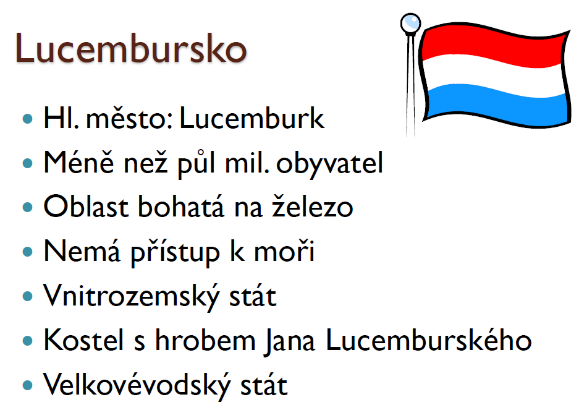 Lucembursko
• Hl. město: Lucemburk
• Méně než půl mil. obyvatel
• Oblast bohatá na železo
• Nemá přístup k moři
• Vnitrozemský stát
• Kostel s hrobem Jana Lucemburského
• Velkovévodský stát